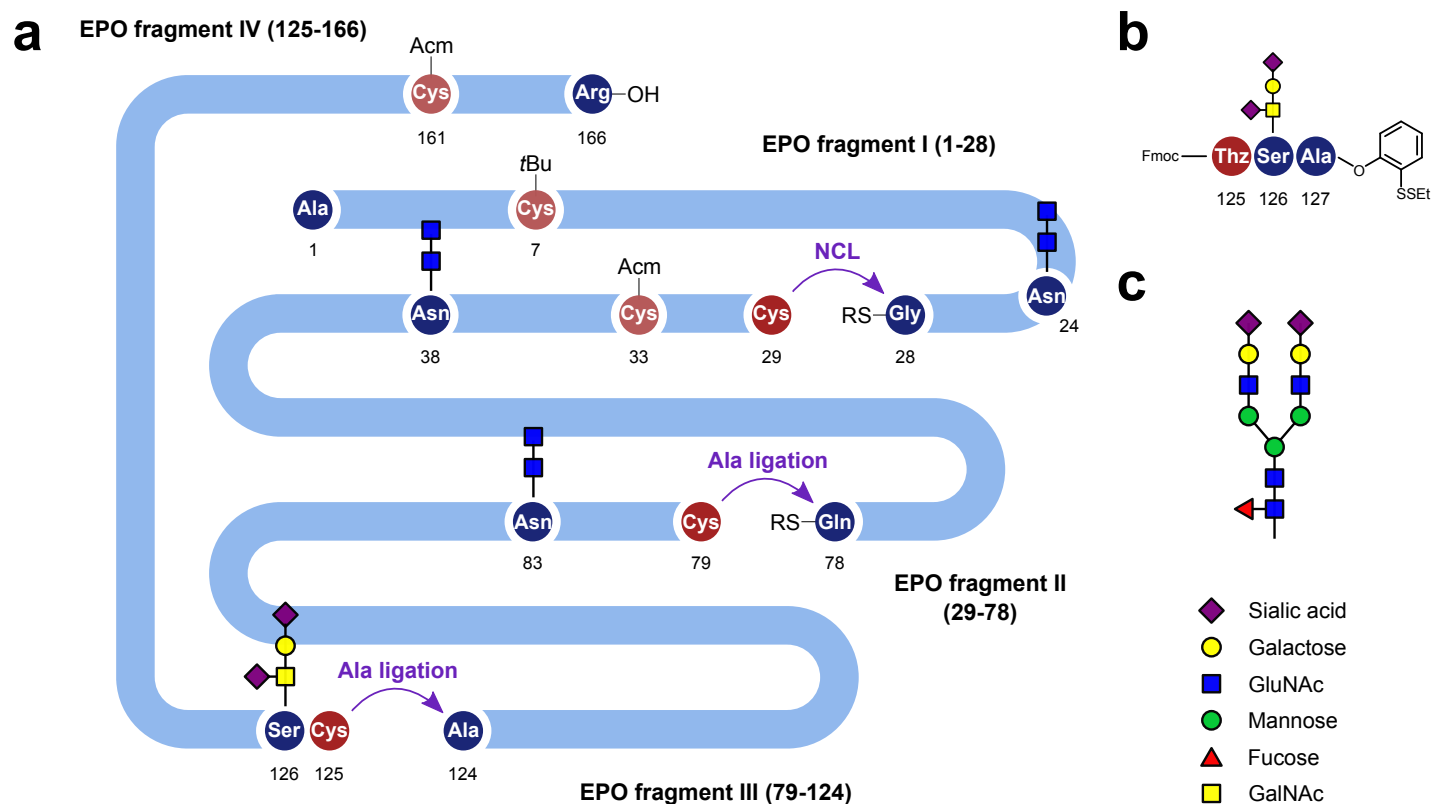 a
EPO fragment IV (125-166)
Acm
Cys
161
Arg
OH
166
EPO fragment I (1-28)
tBu
Ala
1
Cys
7
Asn
24
Acm
NCL
Asn
38
Cys
33
Cys
29
RS
Gly
28
Ala ligation
Asn
83
Cys
79
RS
Gln
78
EPO fragment II
(29-78)
Ala ligation
Ser
126
Cys
125
Ala
124
EPO fragment III (79-124)
b
Fmoc
Thz
Ser
Ala
O
SSEt
125
126
127
c
Sialic acid
Galactose
GluNAc
Mannose
Fucose
GalNAc